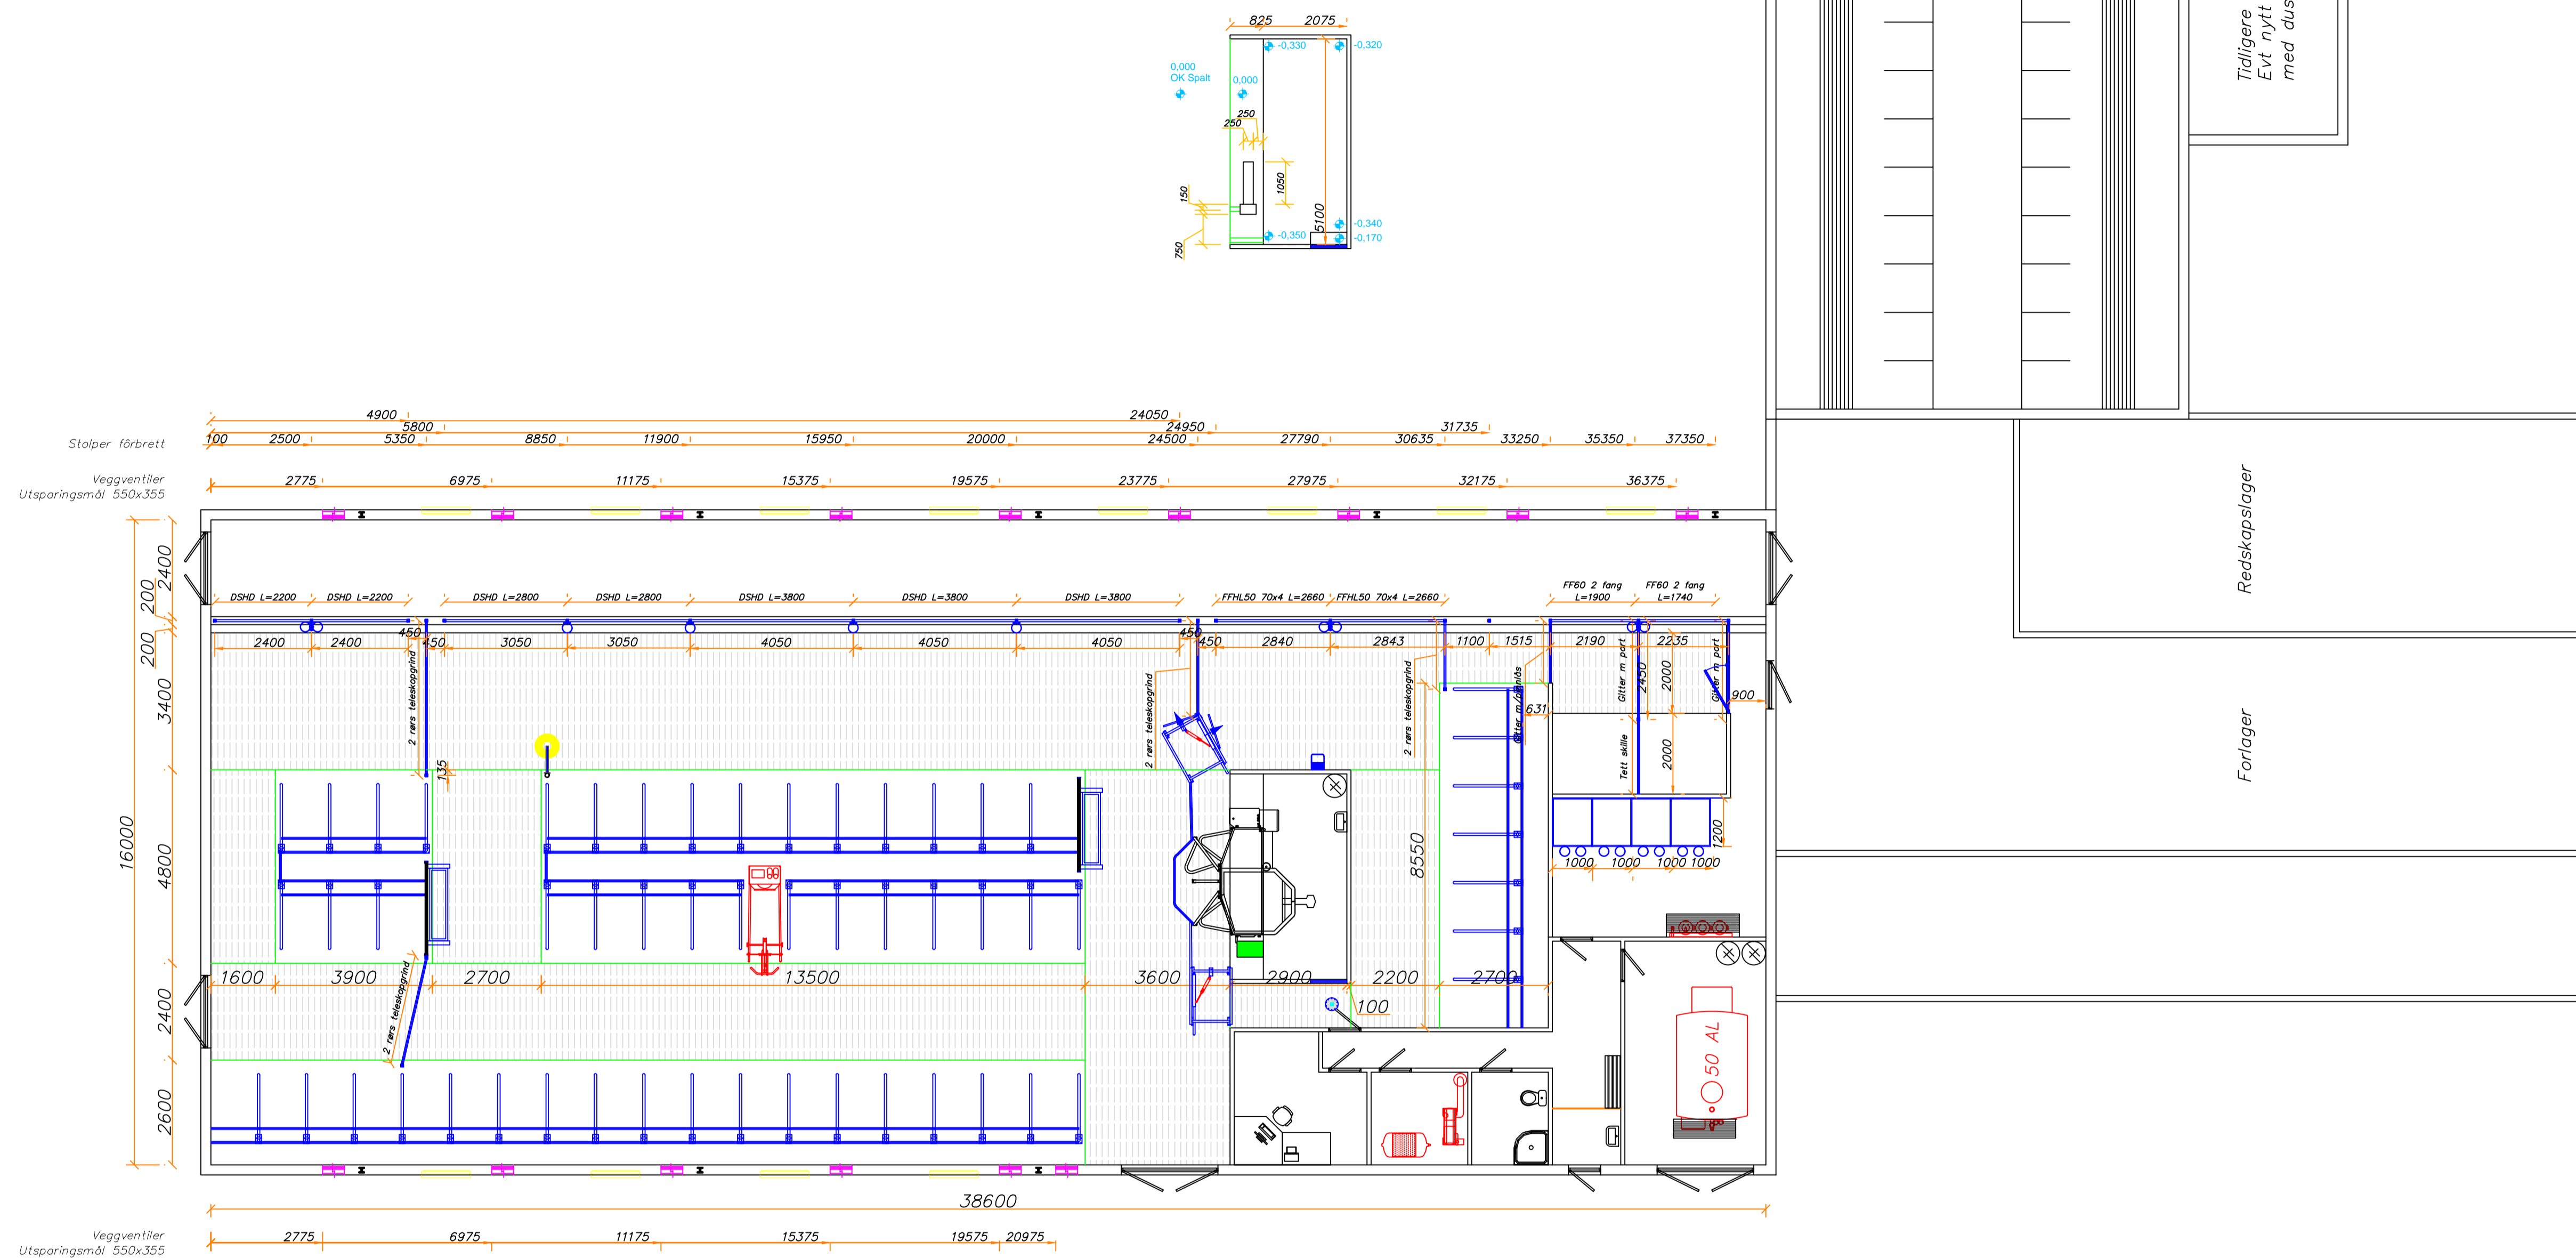 825 2075
-0,330
-0,320
0,000
OK Spalt
0,000
250
250
1050
150
750
5100
-0,340
-0,350
-0,170
Tidligere
Evt nytt
med dus
4900 24050
5800 24950 31735
Stolper fôrbrett
100 2500 5350 8850 11900 15950 20000 24500 27790 30635 33250 35350 37350
Veggventiler
Utsparingsmål 550x355
2775 6975 11175 15375 19575 23775 27975 32175 36375
Redskapslager
Forlager
FF60 2 fang
L=1900
FF60 2 fang
L=1740
DSHD L=2200 DSHD L=2200 DSHD L=2800 DSHD L=2800 DSHD L=3800 DSHD L=3800 DSHD L=3800 FFHL50 70x4 L=2660 FFHL50 70x4 L=2660
2400 2400 450 450 3050 3050 4050 4050 4050 450 450 2840 2843 1100 1515 2190 2235
16000
2400
200
200
3400
4800
2400
2600
2 rørs teleskopgrind
2 rørs teleskopgrind
2 rørs teleskopgrind
2 rørs teleskopgrind
135
631
Gitter m port
2450
2000
Gitter m port
900
Tett skille
2000
1200
1000 1000 1000 1000
8550
1600 3900 2700 13500 3600 2900 2200 2700
100
50 AL
38600
Veggventiler
Utsparingsmål 550x355
2775 6975 11175 15375 19575 20975